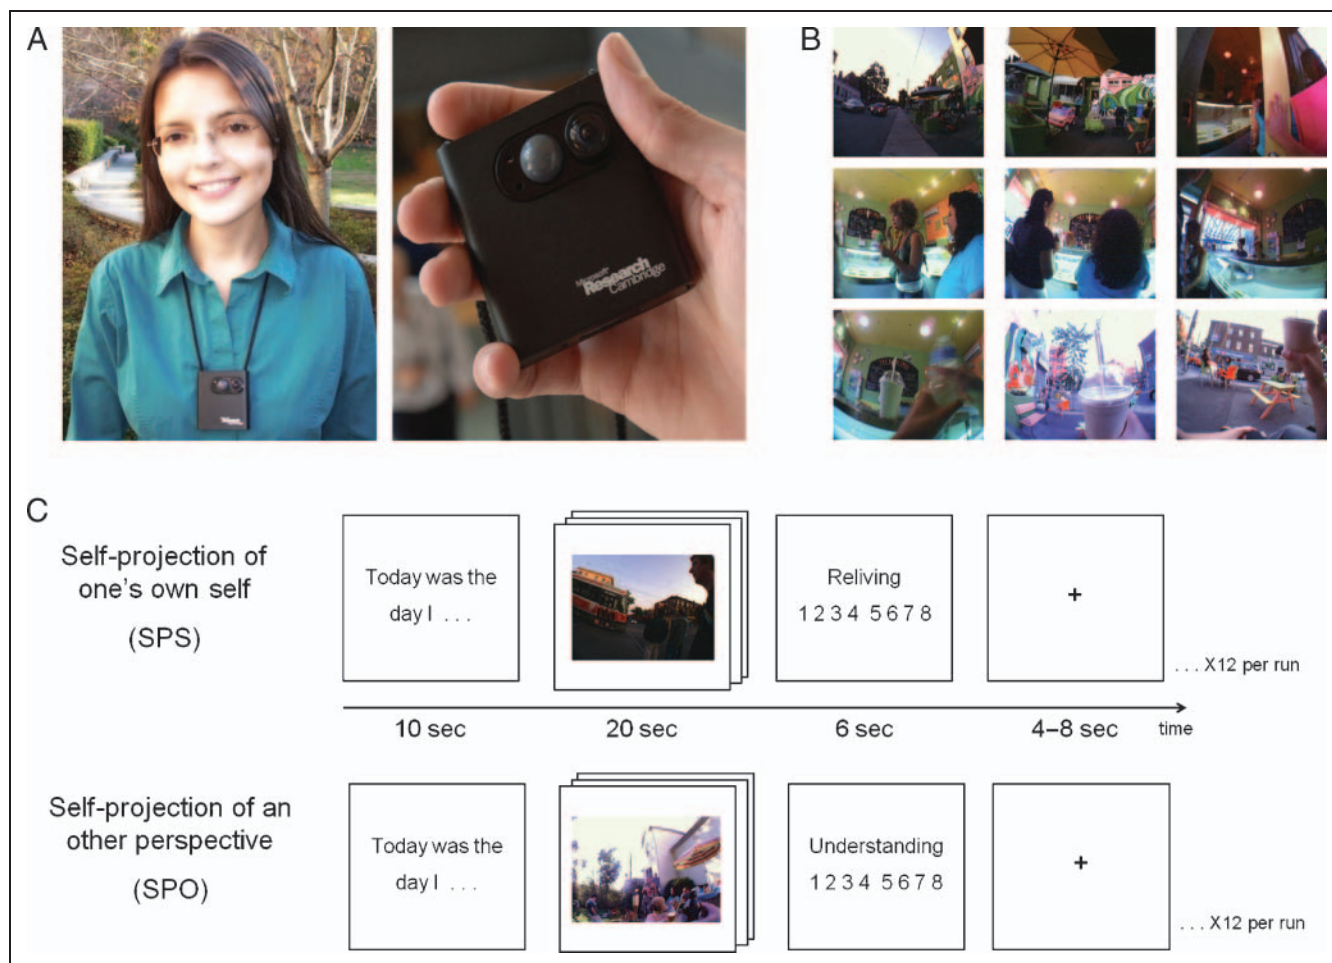 A
B
Microsoft
Research
Cambridge
C
Self-projection of
one's own self
(SPS)
Today was the
day I . . .
Reliving
1 2 3 4 5 6 7 8
+
. . . X12 per run
10 sec
20 sec
6 sec
4–8 sec
time
Self-projection of an
other perspective
(SPO)
Today was the
day I . . .
Understanding
1 2 3 4 5 6 7 8
+
. . . X12 per run